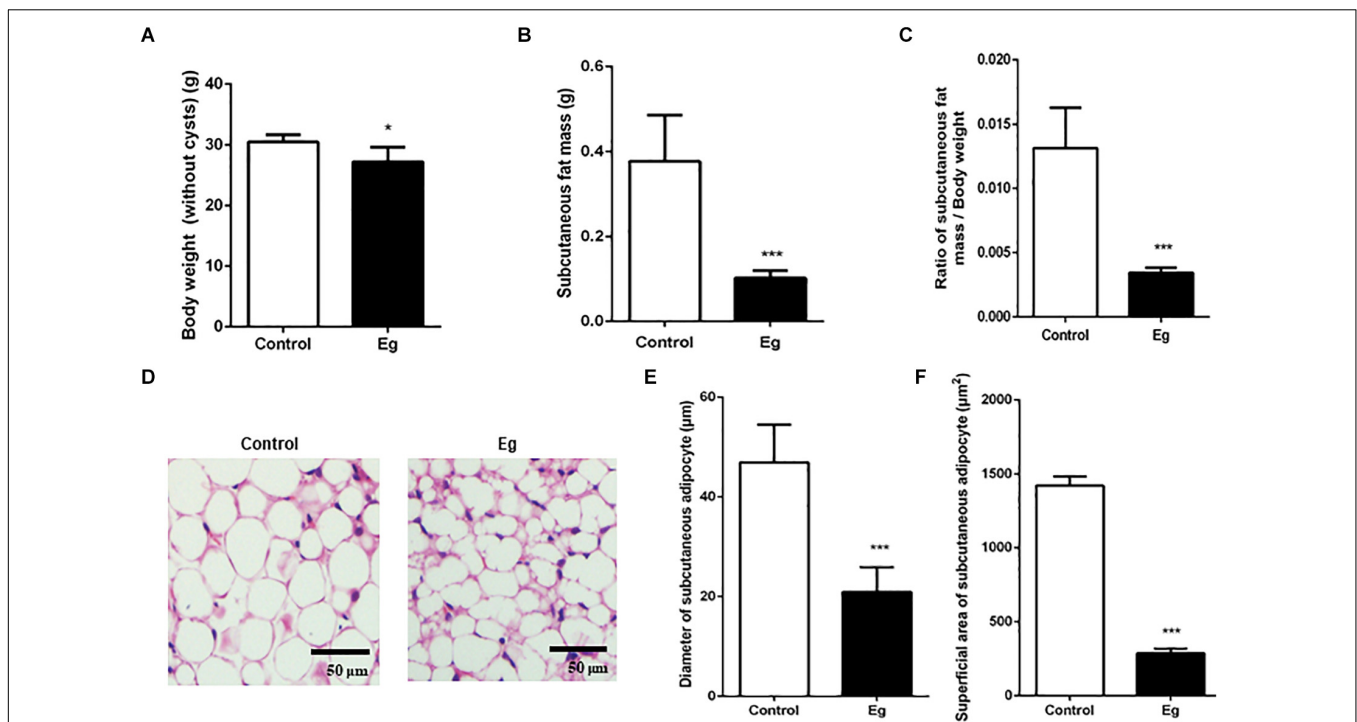 A
Body weight (without cysts) (g)
40
30
20
10
0
*
Control
Eg
B
Subcutaneous fat mass (g)
0.6
0.4
0.2
0.0
***
Control
Eg
C
Ratio of subcutaneous fat
mass / Body weight
0.020
0.015
0.010
0.005
0.000
***
Control
Eg
D
Control
Eg
50 µm
50 µm
E
Diameter of subcutaneous adipocyte (µm)
60
40
20
0
***
Control
Eg
F
Superficial area of subcutaneous adipocyte (µm²)
2000
1500
1000
500
0
***
Control
Eg